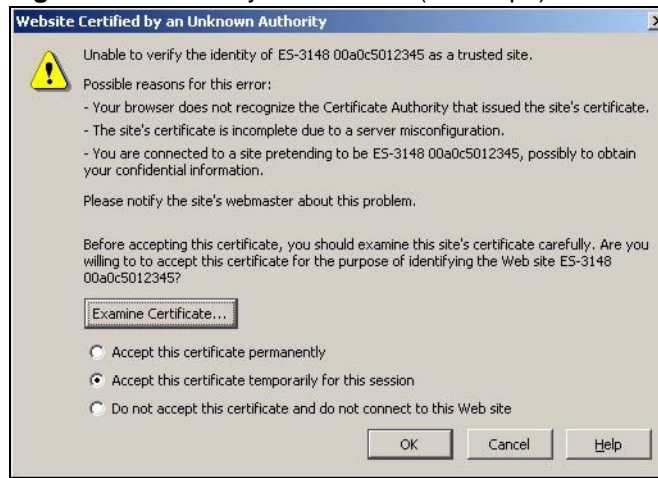 Website Certified by an Unknown Authority
Unable to verify the identity of ES-3148 00a0c5012345 as a trusted site.
Possible reasons for this error:
- Your browser does not recognize the Certificate Authority that issued the site's certificate.
- The site's certificate is incomplete due to a server misconfiguration.
- You are connected to a site pretending to be ES-3148 00a0c5012345, possibly to obtain
your confidential information.
Please notify the site's webmaster about this problem.
Before accepting this certificate, you should examine this site's certificate carefully. Are you
willing to to accept this certificate for the purpose of identifying the Web site ES-3148
00a0c5012345?
Examine Certificate...
Accept this certificate permanently
Accept this certificate temporarily for this session
Do not accept this certificate and do not connect to this Web site
OK Cancel Help